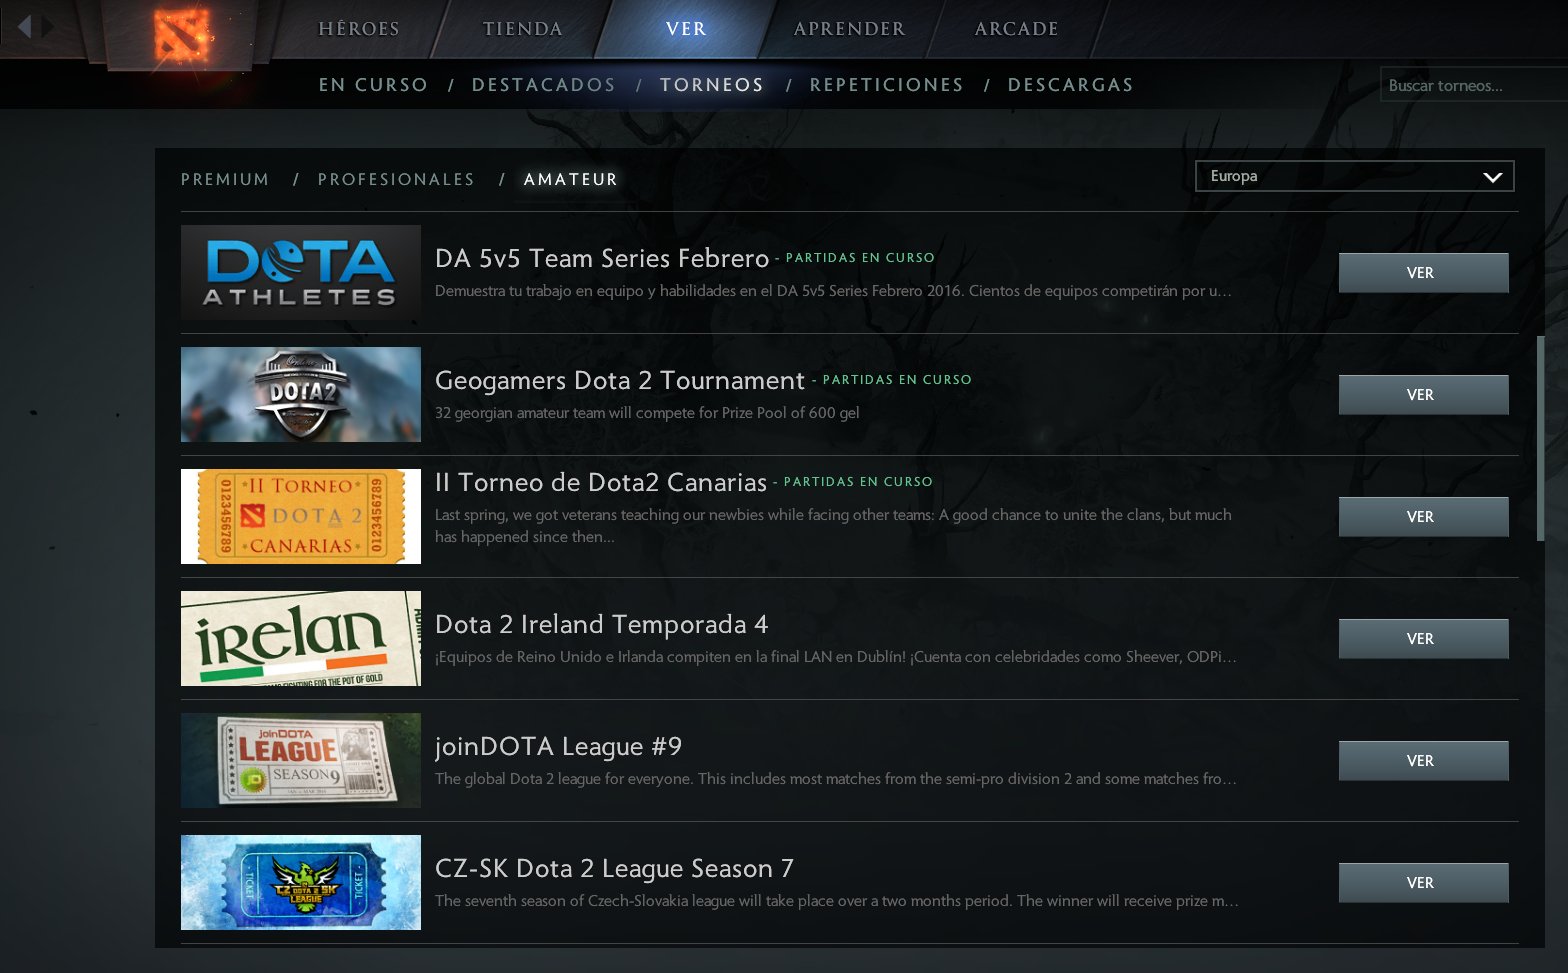 HÉROES
TIENDA
VER
APRENDER
ARCADE
EN CURSO / DESTACADOS / TORNEOS / REPETICIONES / DESCARGAS
Buscar torneos...
PREMIUM / PROFESIONALES / AMATEUR
Europa
DOTA
ATHLETES
DA 5v5 Team Series Febrero - PARTIDAS EN CURSO
Demuestra tu trabajo en equipo y habilidades en el DA 5v5 Series Febrero 2016. Cientos de equipos competirán por u...
VER
Online
DOTA2
Geogamers Dota 2 Tournament - PARTIDAS EN CURSO
32 georgian amateur team will compete for Prize Pool of 600 gel
VER
0123456789
II TORNEO
DOTA 2
CANARIAS
0123456789
II Torneo de Dota2 Canarias - PARTIDAS EN CURSO
Last spring, we got veterans teaching our newbies while facing other teams: A good chance to unite the clans, but much
has happened since then...
VER
irelan
FIGHTING FOR THE POT OF GOLD
Dota 2 Ireland Temporada 4
¡Equipos de Reino Unido e Irlanda compiten en la final LAN en Dublín! ¡Cuenta con celebridades como Sheever, ODPi...
VER
joinDOTA
LEAGUE
SEASON 9
joinDOTA League #9
The global Dota 2 league for everyone. This includes most matches from the semi-pro division 2 and some matches fro...
VER
TICKET
CZ DOTA 2 SK
LEAGUE
TICKET
CZ-SK Dota 2 League Season 7
The seventh season of Czech-Slovakia league will take place over a two months period. The winner will receive prize m...
VER